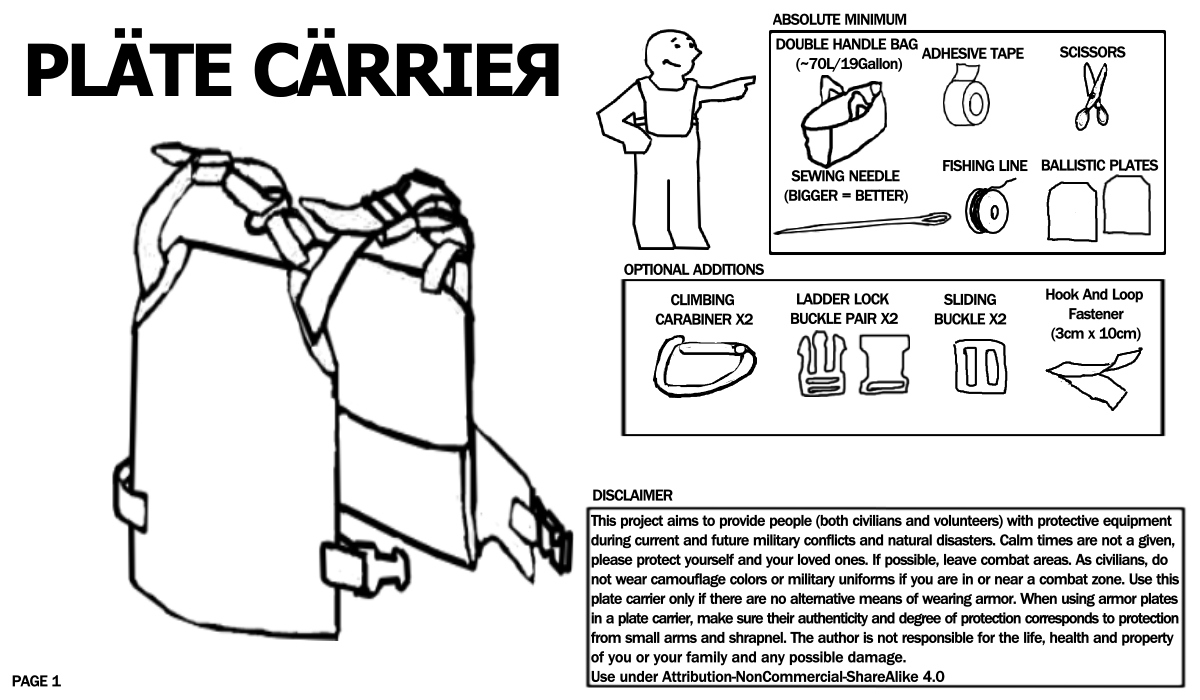 PLÄTE CÄRRIEЯ
ABSOLUTE MINIMUM
DOUBLE HANDLE BAG
(~70L/19Gallon)
ADHESIVE TAPE
SCISSORS
SEWING NEEDLE
(BIGGER = BETTER)
FISHING LINE
BALLISTIC PLATES
OPTIONAL ADDITIONS
CLIMBING
CARABINER X2
LADDER LOCK
BUCKLE PAIR X2
SLIDING
BUCKLE X2
Hook And Loop
Fastener
(3cm x 10cm)
DISCLAIMER
This project aims to provide people (both civilians and volunteers) with protective equipment
during current and future military conflicts and natural disasters. Calm times are not a given,
please protect yourself and your loved ones. If possible, leave combat areas. As civilians, do
not wear camouflage colors or military uniforms if you are in or near a combat zone. Use this
plate carrier only if there are no alternative means of wearing armor. When using armor plates
in a plate carrier, make sure their authenticity and degree of protection corresponds to protection
from small arms and shrapnel. The author is not responsible for the life, health and property
of you or your family and any possible damage.
Use under Attribution-NonCommercial-ShareAlike 4.0
PAGE 1